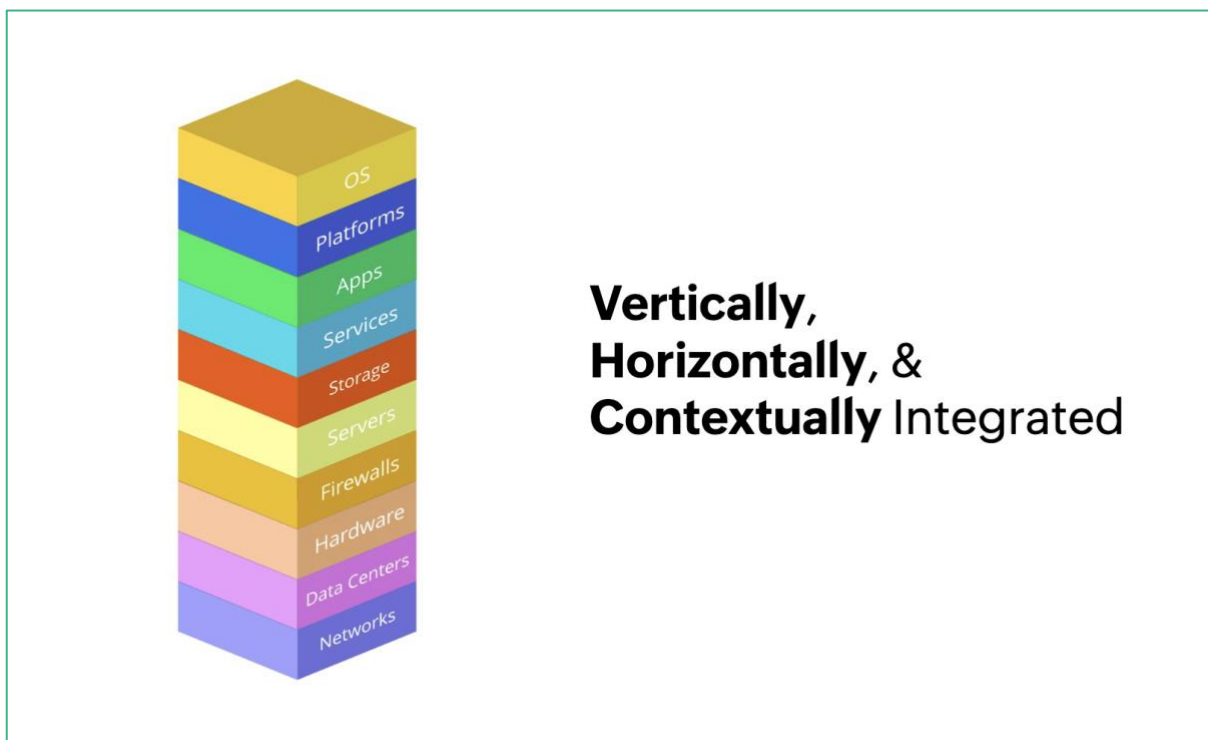 OS
Platforms
Apps
Services
Storage
Servers
Firewalls
Hardware
Data Centers
Networks
Vertically,
Horizontally, &
Contextually Integrated